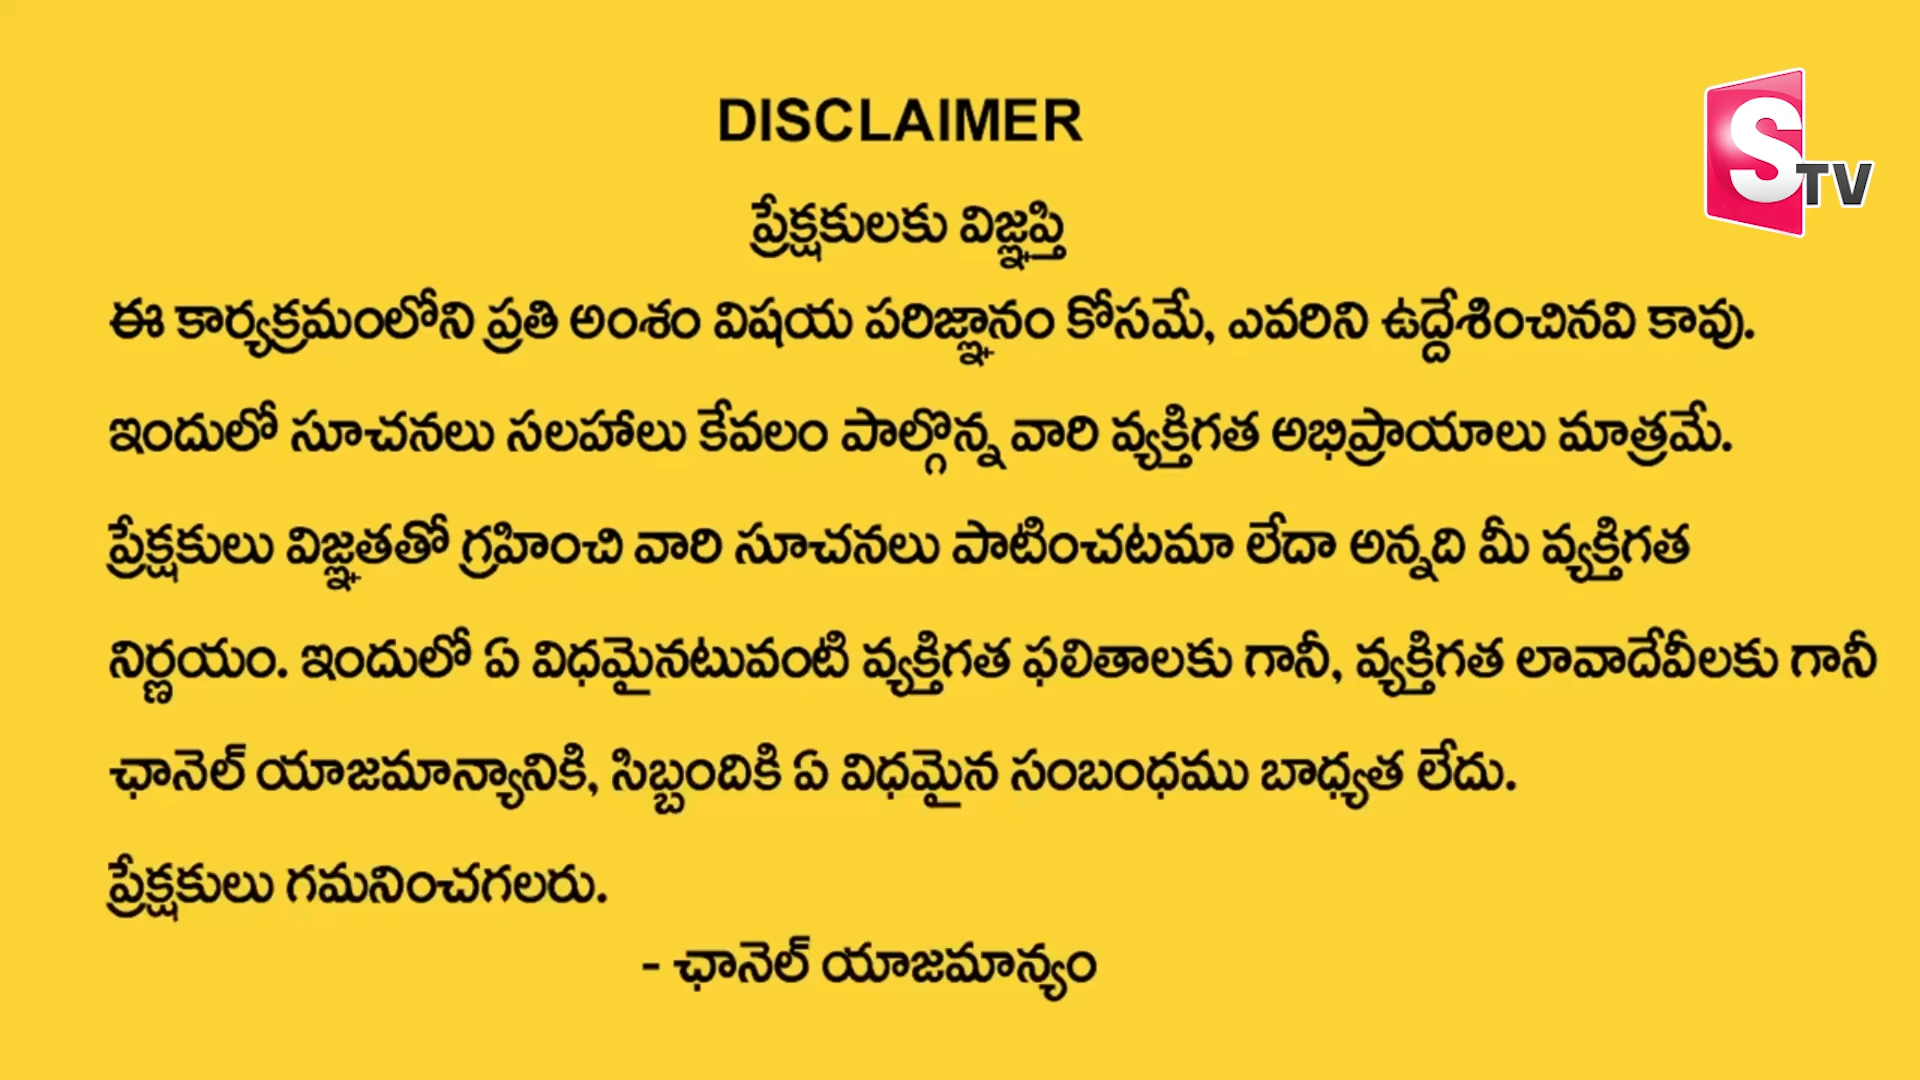 DISCLAIMER
STV
ప్రేక్షకులకు విజ్ఞప్తి
ఈ కార్యక్రమంలోని ప్రతి అంశం విషయ పరిజ్ఞానం కోసమే, ఎవరిని ఉద్దేశించినవి కావు.
ఇందులో సూచనలు సలహాలు కేవలం పాల్గొన్న వారి వ్యక్తిగత అభిప్రాయాలు మాత్రమే.
ప్రేక్షకులు విజ్ఞతతో గ్రహించి వారి సూచనలు పాటించటమా లేదా అన్నది మీ వ్యక్తిగత
నిర్ణయం. ఇందులో ఏ విధమైనటువంటి వ్యక్తిగత ఫలితాలకు గానీ, వ్యక్తిగత లావాదేవీలకు గానీ
ఛానెల్ యాజమాన్యానికి, సిబ్బందికి ఏ విధమైన సంబంధము బాధ్యత లేదు.
ప్రేక్షకులు గమనించగలరు.
- ఛానెల్ యాజమాన్యం